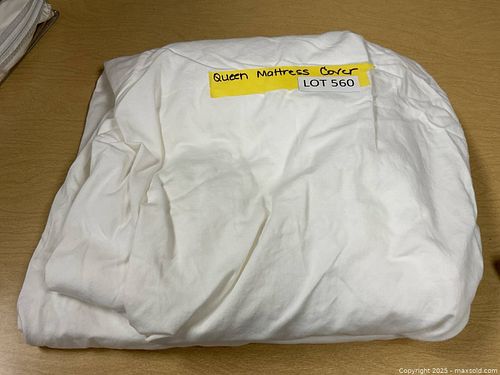 Queen Mattress Cover
LOT 560
Copyright 2025 - maxsold.com